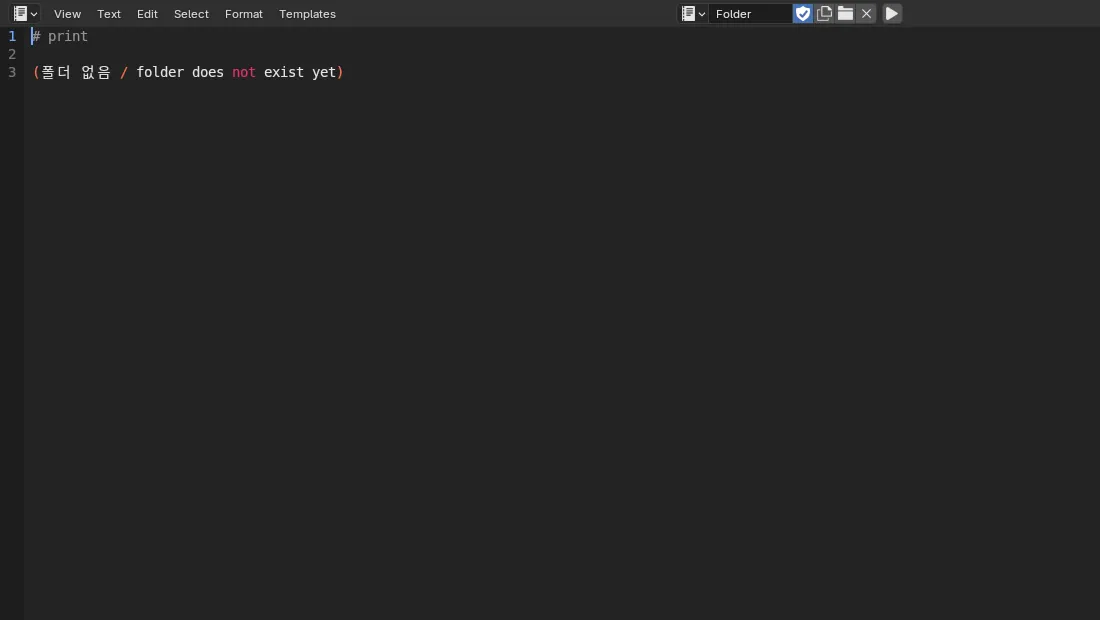 View Text Edit Select Format Templates Folder
1 # print
2
3 (폴더 없음 / folder does not exist yet)